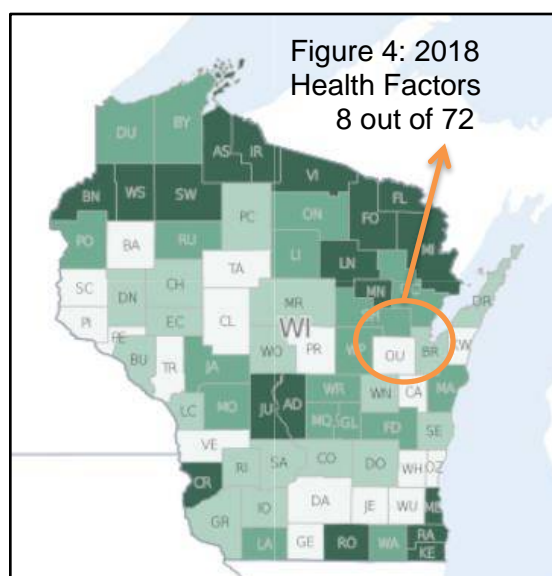 Figure 4: 2018
Health Factors
8 out of 72
DU BY
AS IR
VI
BN WS SW
FL
PC ON FO
MI
PO BA RU
LI
TA LN
SC DN CH
MN
PI EC CL MR
DR
PE WI
BU TR WO PR WP OU BR KW
JA
JU AD WR WN CA MA
LC MO
MQ GL FD
VE SE
CR RI SA CO DO WH OZ
IO DA JE WU
GR
LA GE RO WA RA
KE